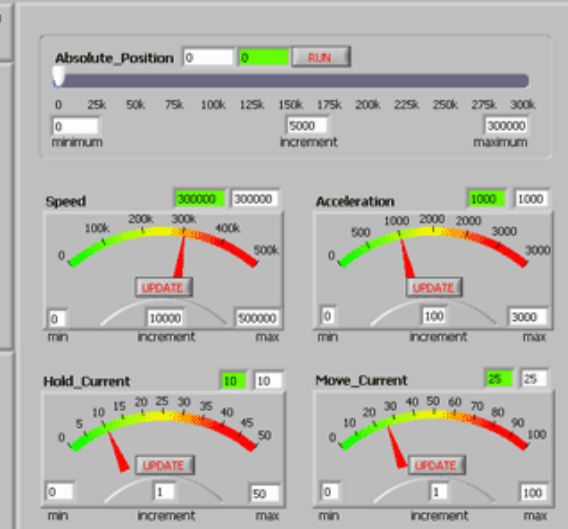 Absolute_Position 0 0 RUN
0 25k 50k 75k 100k 125k 150k 175k 200k 225k 250k 275k 300k
0 5000 300000
minimum increment maximum
Speed 300000 300000
0 100k 200k 300k 400k 500k
UPDATE
0 10000 500000
min increment max
Acceleration 1000 1000
0 500 1000 2000 2000 3000 3000
UPDATE
0 100 3000
min increment max
Hold_Current 10 10
0 5 10 15 20 25 30 35 40 45 50
UPDATE
0 1 50
min increment max
Move_Current 25 25
0 10 20 30 40 50 60 70 80 90 100
UPDATE
0 1 100
min increment max